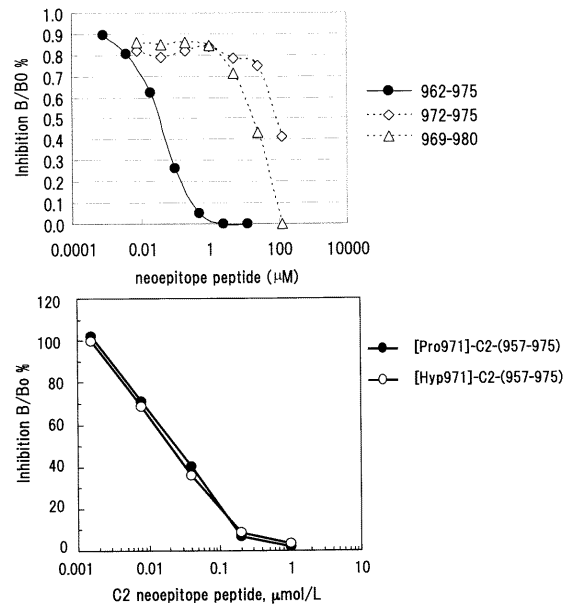 Inhibition B/B0 %
1.0
0.9
0.8
0.7
0.6
0.5
0.4
0.3
0.2
0.1
0.0
0.0001 0.01 1 100 10000
neoepitope peptide (μM)
962-975
972-975
969-980
Inhibition B/Bo %
120
100
80
60
40
20
0
0.001 0.01 0.1 1 10
C2 neoepitope peptide, μmol/L
[Pro971]-C2-(957-975)
[Hyp971]-C2-(957-975)